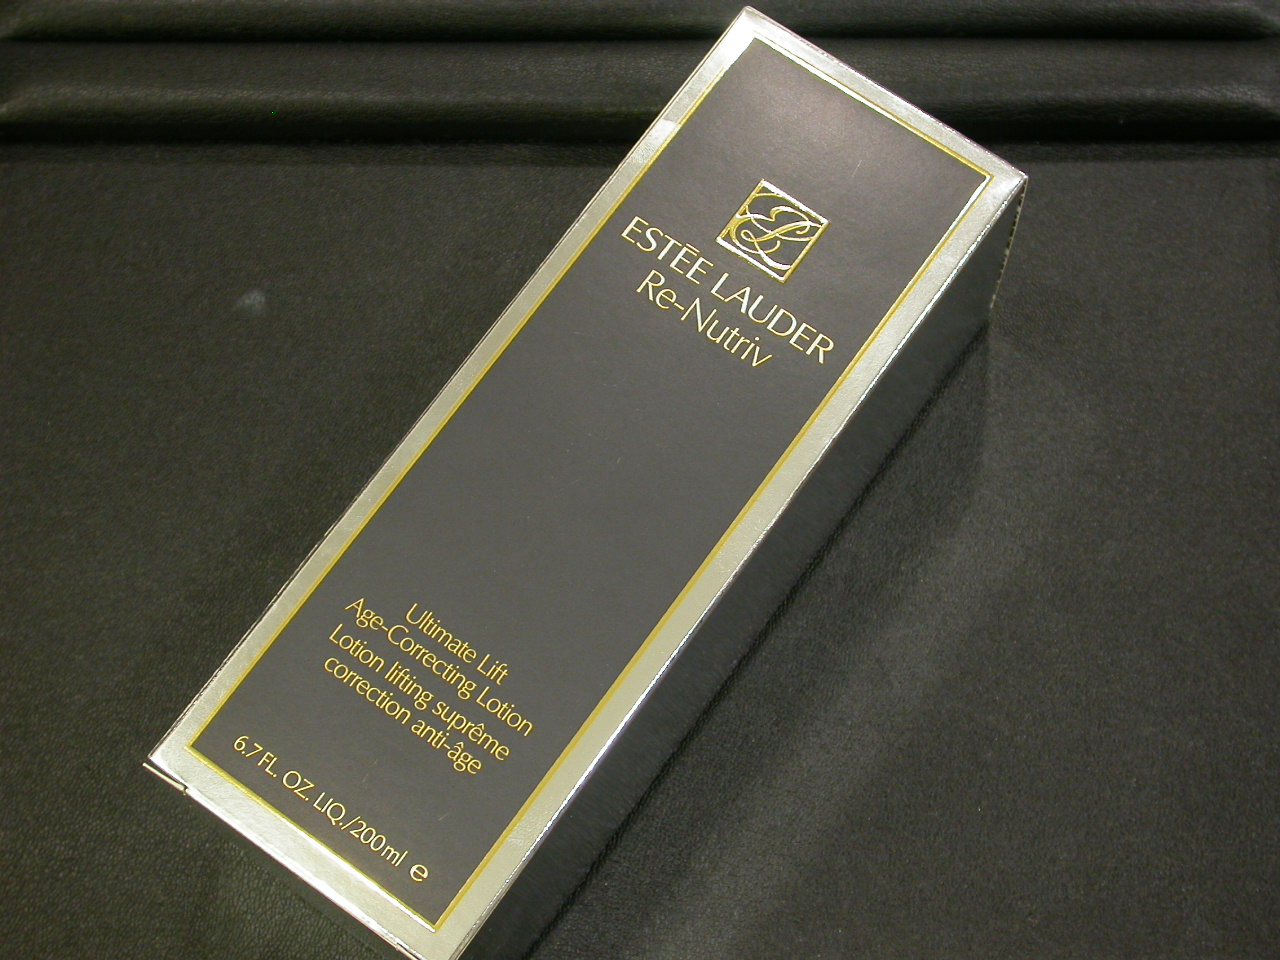 ESTĒE LAUDER
Re-Nutriv
Ultimate Lift
Age-Correcting Lotion
Lotion lifting suprême
correction anti-âge
6.7 FL. OZ. LIQ./200ml ℮